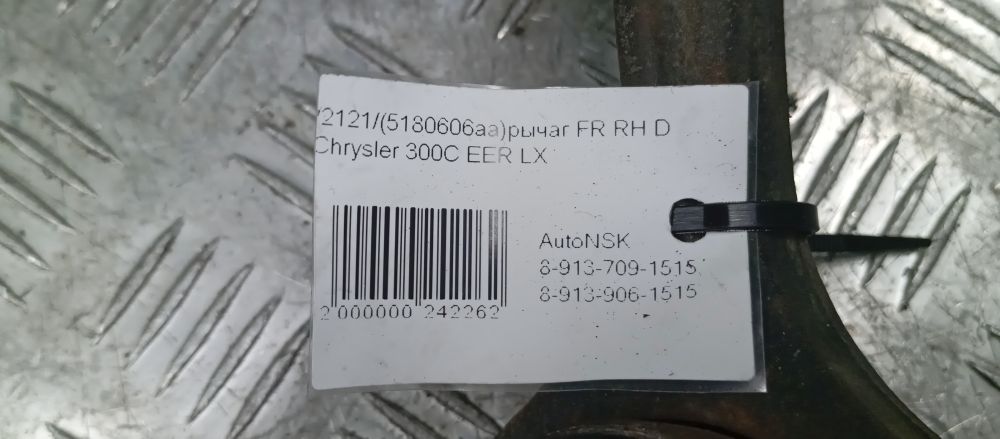 /2121/(5180606aa)рычаг FR RH D
Chrysler 300C EER LX
AutoNSK
8-913-709-1515
8-913-906-1515
2 000000 242262